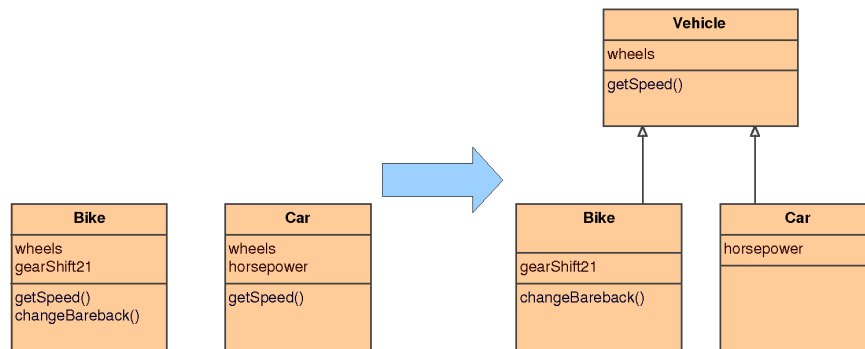 Vehicle
wheels
getSpeed()
Bike
wheels
gearShift21
getSpeed()
changeBareback()
Car
wheels
horsepower
getSpeed()
Bike
gearShift21
changeBareback()
Car
horsepower